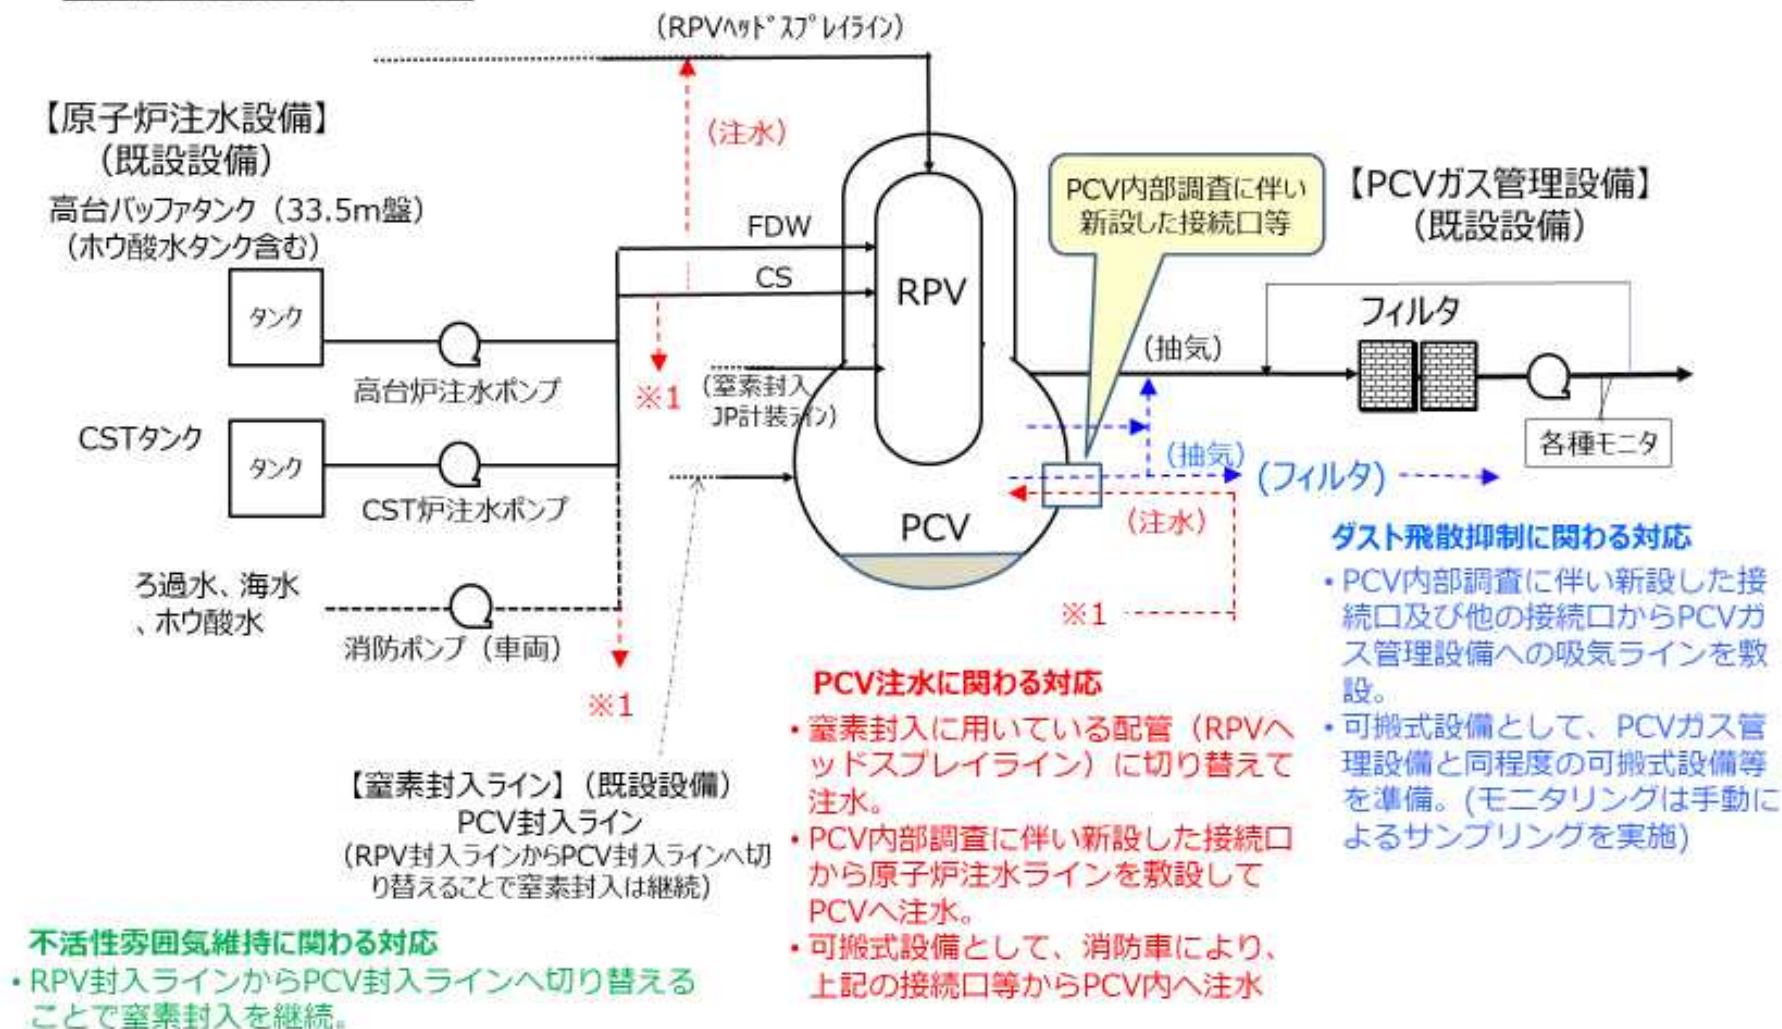 (RPVﾍｯﾄﾞｽﾌﾟﾚｲﾗｲﾝ)
【原子炉注水設備】
(既設設備)
高台バッファタンク（33.5m盤）
(ホウ酸水タンク含む)
タンク
高台炉注水ポンプ
CSTタンク
タンク
CST炉注水ポンプ
ろ過水、海水
、ホウ酸水
消防ポンプ（車両）
(注水)
FDW
CS
※1
※1
(窒素封入
JP計装ﾗｲﾝ)
RPV
PCV
PCV内部調査に伴い
新設した接続口等
【PCVガス管理設備】
(既設設備)
フィルタ
(抽気)
各種モニタ
(抽気)
(フィルタ)
(注水)
※1
【窒素封入ライン】(既設設備)
PCV封入ライン
(RPV封入ラインからPCV封入ラインへ切
り替えることで窒素封入は継続)
PCV注水に関わる対応
・窒素封入に用いている配管（RPVヘ
ッドスプレイライン）に切り替えて
注水。
・PCV内部調査に伴い新設した接続口
から原子炉注水ラインを敷設して
PCVへ注水。
・可搬式設備として、消防車により、
上記の接続口等からPCV内へ注水
ダスト飛散抑制に関わる対応
・PCV内部調査に伴い新設した接
続口及び他の接続口からPCVガ
ス管理設備への吸気ラインを敷
設。
・可搬式設備として、PCVガス管
理設備と同程度の可搬式設備等
を準備。(モニタリングは手動に
よるサンプリングを実施)
不活性雰囲気維持に関わる対応
・RPV封入ラインからPCV封入ラインへ切り替える
ことで窒素封入を継続。